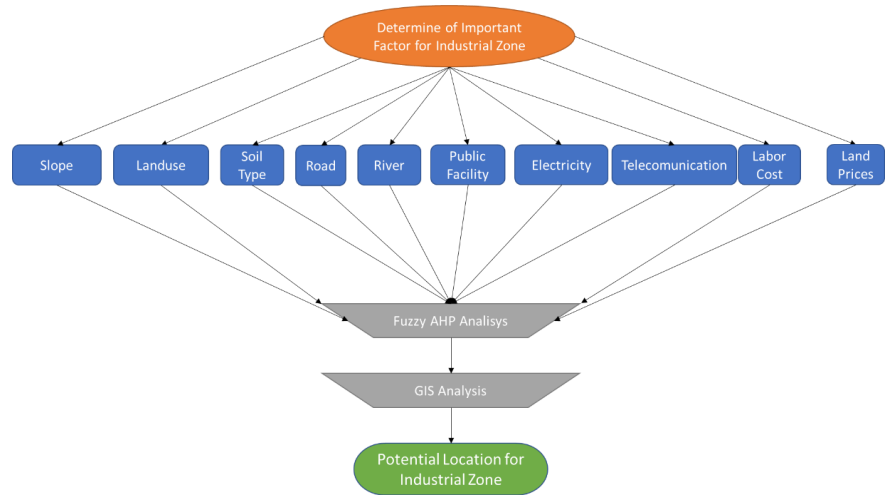 Determine of Important
Factor for Industrial Zone
Slope
Landuse
Soil
Type
Road
River
Public
Facility
Electricity
Telecomunication
Labor
Cost
Land
Prices
Fuzzy AHP Analisys
GIS Analysis
Potential Location for
Industrial Zone